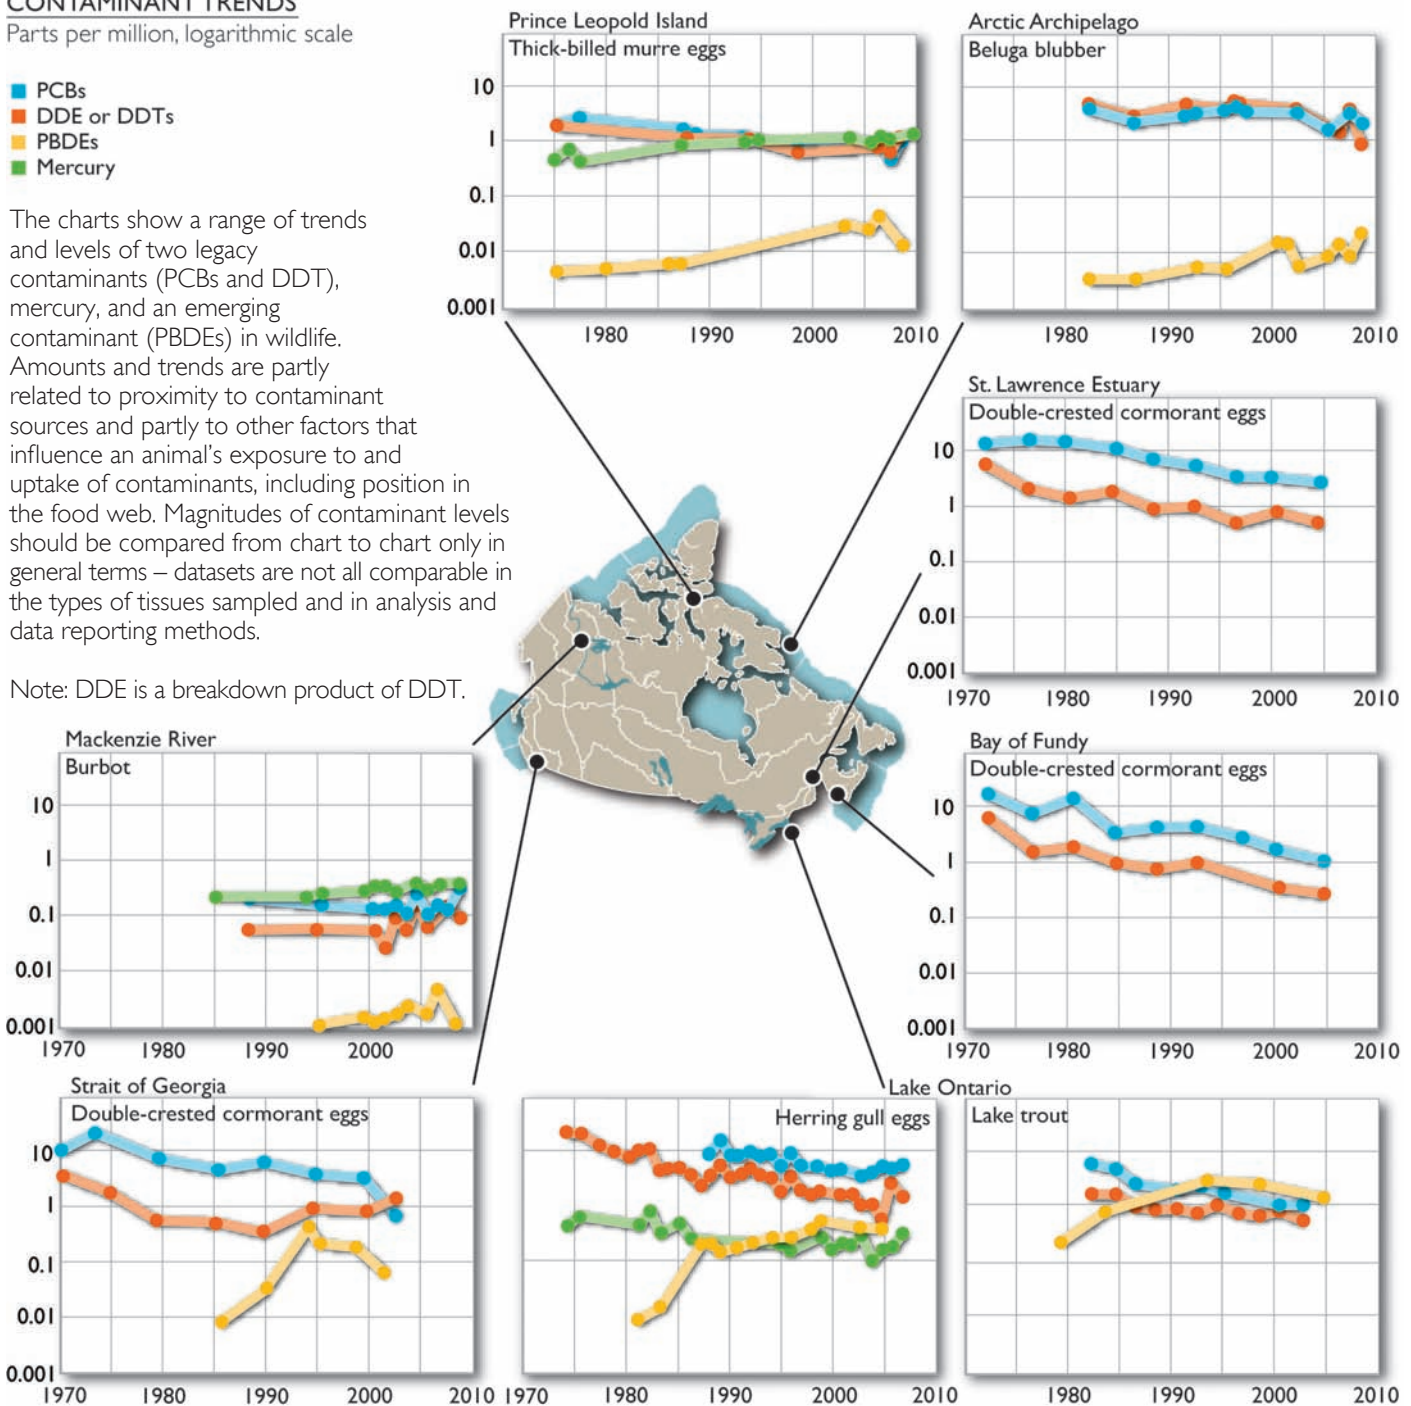 CONTAMINANT TRENDS
Parts per million, logarithmic scale
PCBs
DDE or DDTs
PBDEs
Mercury
The charts show a range of trends
and levels of two legacy
contaminants (PCBs and DDT),
mercury, and an emerging
contaminant (PBDEs) in wildlife.
Amounts and trends are partly
related to proximity to contaminant
sources and partly to other factors that
influence an animal's exposure to and
uptake of contaminants, including position in
the food web. Magnitudes of contaminant levels
should be compared from chart to chart only in
general terms – datasets are not all comparable in
the types of tissues sampled and in analysis and
data reporting methods.
Note: DDE is a breakdown product of DDT.
Prince Leopold Island
Thick-billed murre eggs
10
1
0.1
0.01
0.001
1980 1990 2000 2010
Arctic Archipelago
Beluga blubber
1980 1990 2000 2010
St. Lawrence Estuary
Double-crested cormorant eggs
10
1
0.1
0.01
0.001
1970 1980 1990 2000 2010
Mackenzie River
Burbot
10
1
0.1
0.01
0.001
1970 1980 1990 2000
Bay of Fundy
Double-crested cormorant eggs
10
1
0.1
0.01
0.001
1970 1980 1990 2000 2010
Strait of Georgia
Double-crested cormorant eggs
10
1
0.1
0.01
0.001
1970 1980 1990 2000 2010
Lake Ontario
Herring gull eggs
1970 1980 1990 2000 2010
Lake trout
1980 1990 2000 2010